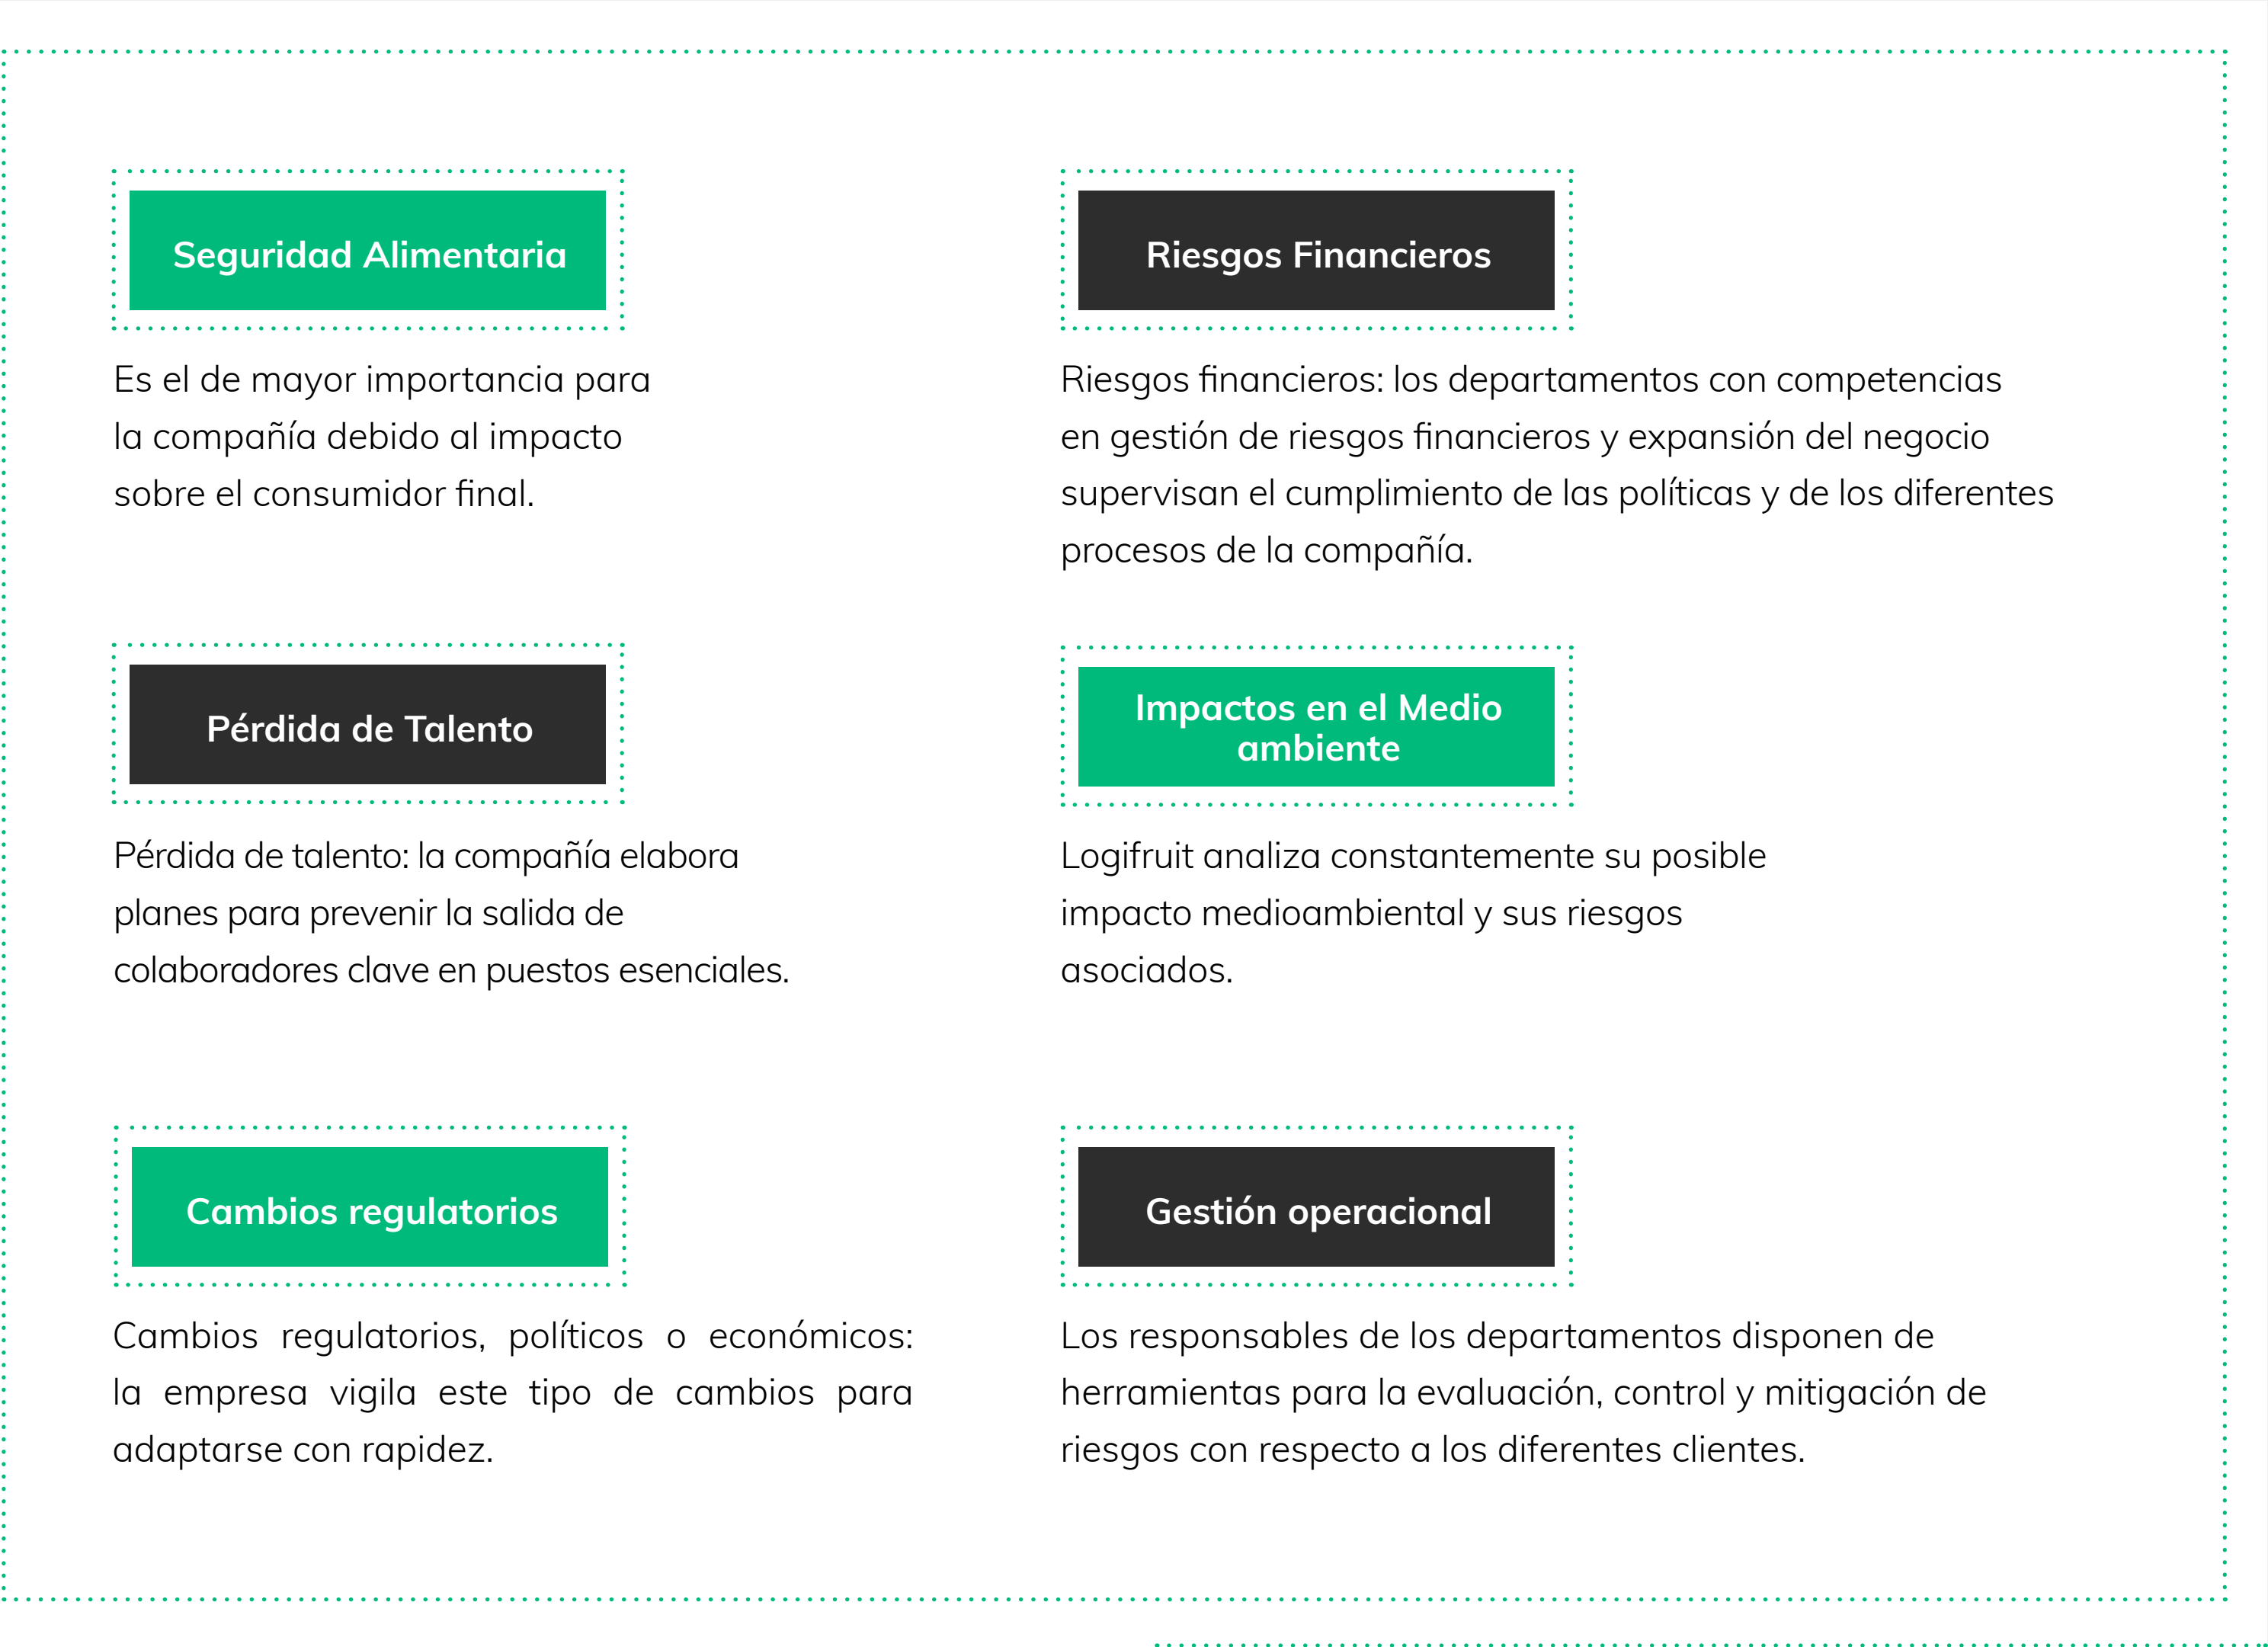 Seguridad Alimentaria
Es el de mayor importancia para
la compañía debido al impacto
sobre el consumidor final.
Riesgos Financieros
Riesgos financieros: los departamentos con competencias
en gestión de riesgos financieros y expansión del negocio
supervisan el cumplimiento de las políticas y de los diferentes
procesos de la compañía.
Pérdida de Talento
Pérdida de talento: la compañía elabora
planes para prevenir la salida de
colaboradores clave en puestos esenciales.
Impactos en el Medio
ambiente
Logifruit analiza constantemente su posible
impacto medioambiental y sus riesgos
asociados.
Cambios regulatorios
Cambios regulatorios, políticos o económicos:
la empresa vigila este tipo de cambios para
adaptarse con rapidez.
Gestión operacional
Los responsables de los departamentos disponen de
herramientas para la evaluación, control y mitigación de
riesgos con respecto a los diferentes clientes.